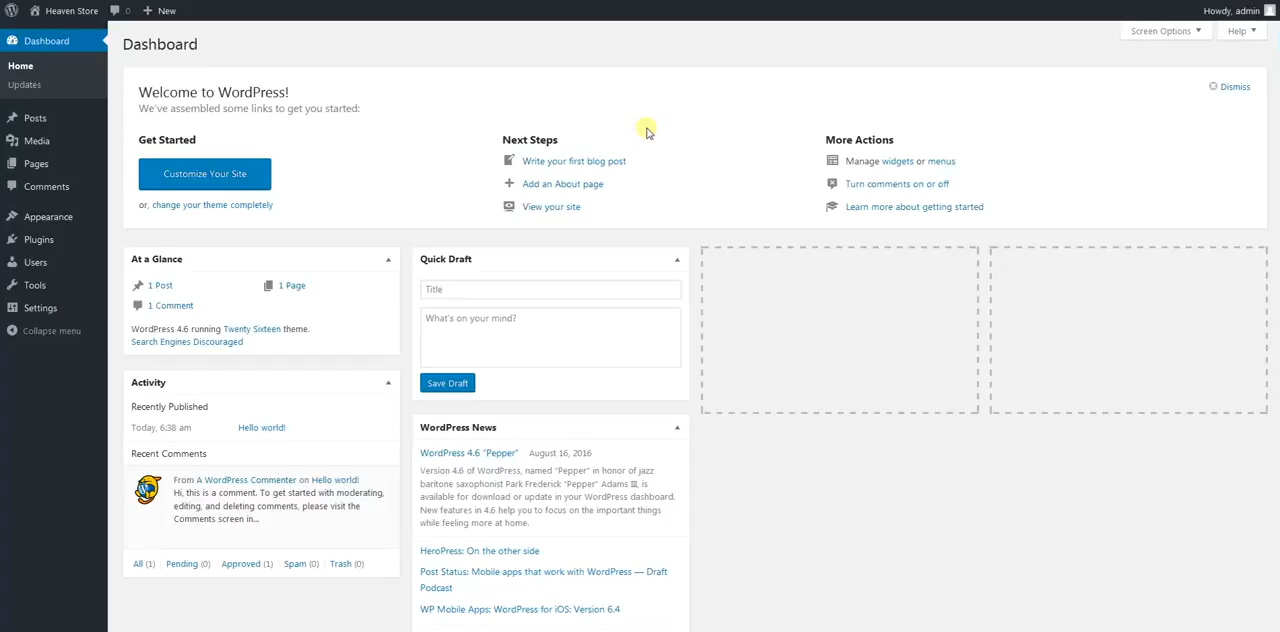 Heaven Store 0 New Howdy, admin
Dashboard
Home
Updates
Posts
Media
Pages
Comments
Appearance
Plugins
Users
Tools
Settings
Collapse menu
Screen Options Help
Dashboard
Welcome to WordPress!
We've assembled some links to get you started:
Dismiss
Get Started
Customize Your Site
or, change your theme completely
Next Steps
Write your first blog post
Add an About page
View your site
More Actions
Manage widgets or menus
Turn comments on or off
Learn more about getting started
At a Glance
1 Post 1 Page
1 Comment
WordPress 4.6 running Twenty Sixteen theme.
Search Engines Discouraged
Activity
Recently Published
Today, 6:38 am Hello world!
Recent Comments
From A WordPress Commenter on Hello world!
Hi, this is a comment. To get started with moderating,
editing, and deleting comments, please visit the
Comments screen in...
All (1) Pending (0) Approved (1) Spam (0) Trash (0)
Quick Draft
Title
What's on your mind?
Save Draft
WordPress News
WordPress 4.6 "Pepper" August 16, 2016
Version 4.6 of WordPress, named "Pepper" in honor of jazz
baritone saxophonist Park Frederick "Pepper" Adams III, is
available for download or update in your WordPress dashboard.
New features in 4.6 help you to focus on the important things
while feeling more at home.
HeroPress: On the other side
Post Status: Mobile apps that work with WordPress — Draft
Podcast
WP Mobile Apps: WordPress for iOS: Version 6.4